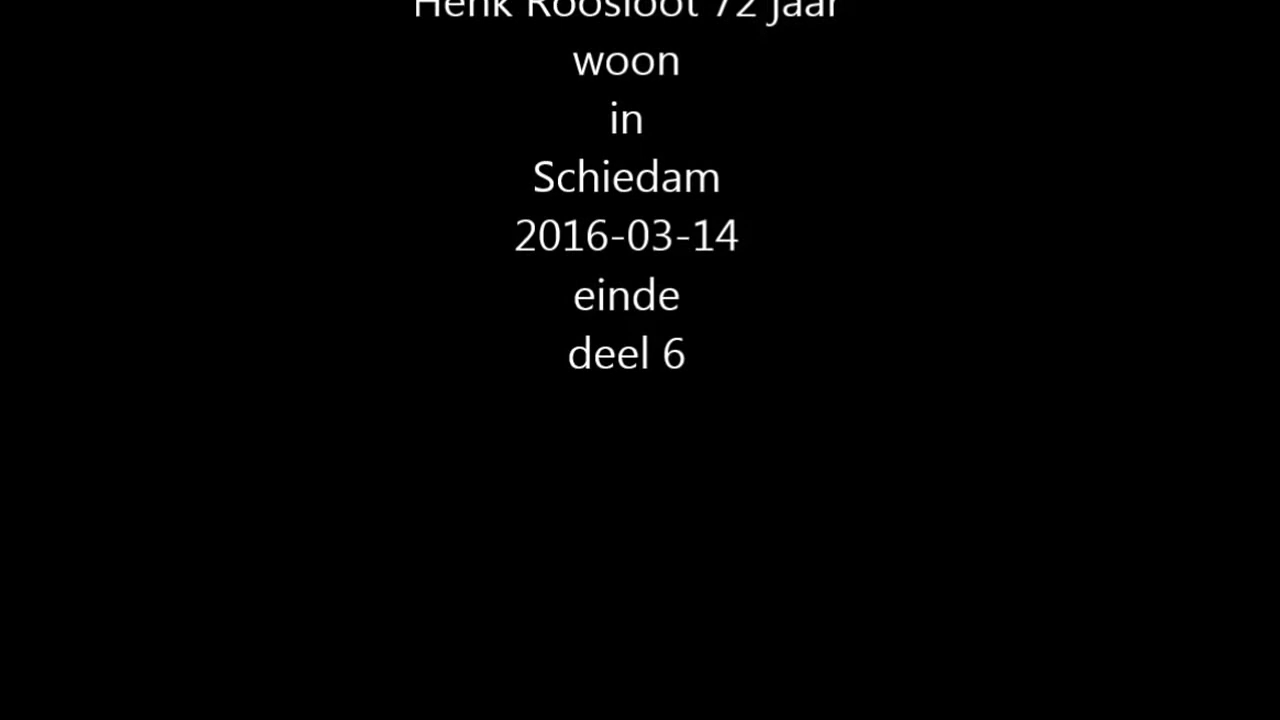 Henk Roosloot 72 jaar
woon
in
Schiedam
2016-03-14
einde
deel 6